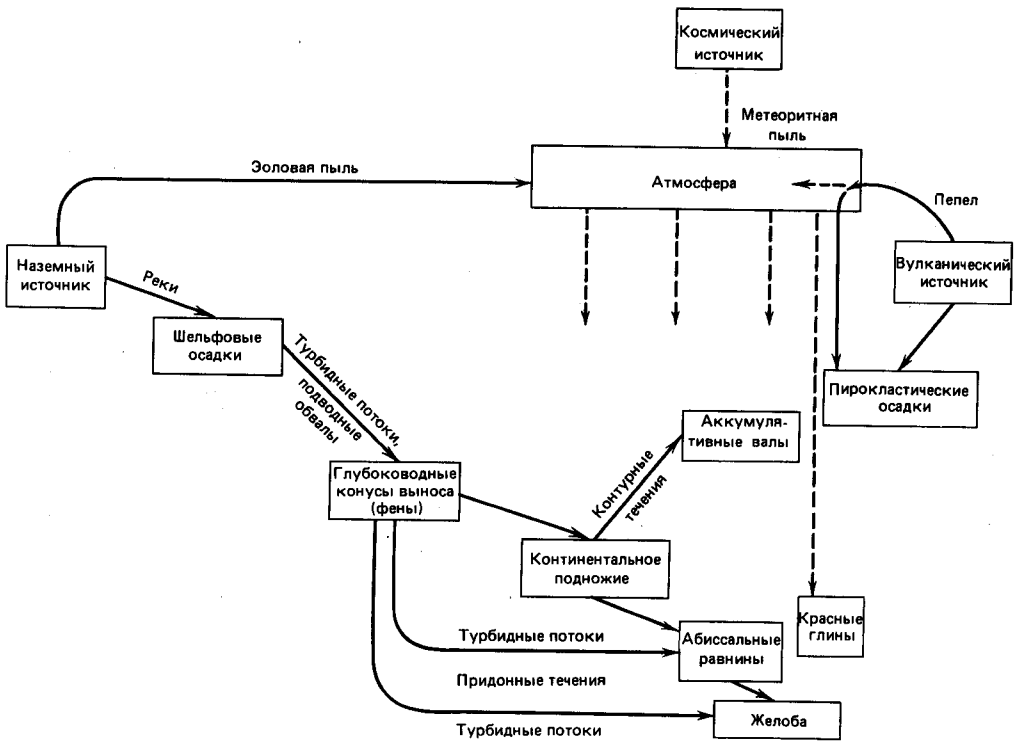 Космический
источник
Метеоритная
пыль
Эоловая пыль
Атмосфера
Пепел
Наземный
источник
Реки
Вулканический
источник
Шельфовые
осадки
Турбидные потоки,
подводные
обвалы
Пирокластические
осадки
Аккумуля-
тивные валы
Глубоководные
конусы выноса
(фены)
Контурные
течения
Континентальное
подножие
Красные
глины
Турбидные потоки
Абиссальные
равнины
Придонные течения
Желоба
Турбидные потоки